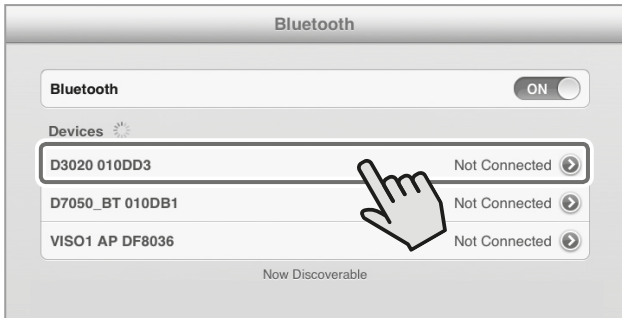 Bluetooth
Bluetooth ON
Devices
D3020 010DD3 Not Connected
D7050_BT 010DB1 Not Connected
VISO1 AP DF8036 Not Connected
Now Discoverable